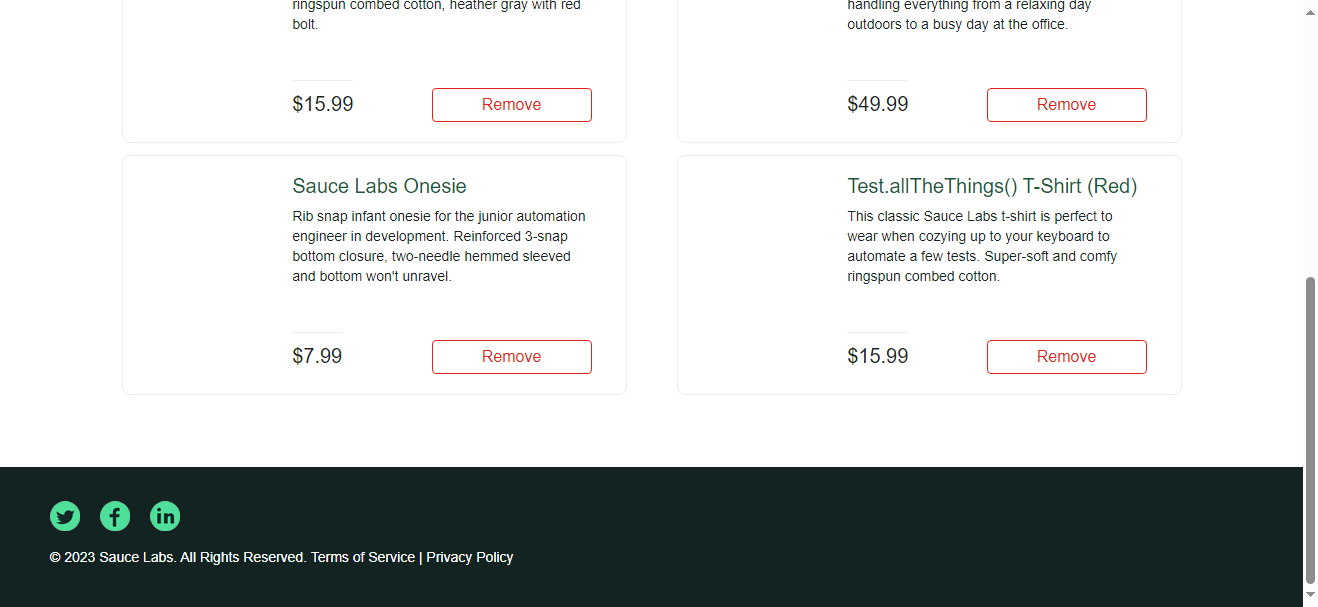 ringspun combed cotton, heather gray with red
bolt.
$15.99
Remove
handling everything from a relaxing day
outdoors to a busy day at the office.
$49.99
Remove
Sauce Labs Onesie
Rib snap infant onesie for the junior automation
engineer in development. Reinforced 3-snap
bottom closure, two-needle hemmed sleeved
and bottom won't unravel.
$7.99
Remove
Test.allTheThings() T-Shirt (Red)
This classic Sauce Labs t-shirt is perfect to
wear when cozying up to your keyboard to
automate a few tests. Super-soft and comfy
ringspun combed cotton.
$15.99
Remove
© 2023 Sauce Labs. All Rights Reserved. Terms of Service | Privacy Policy